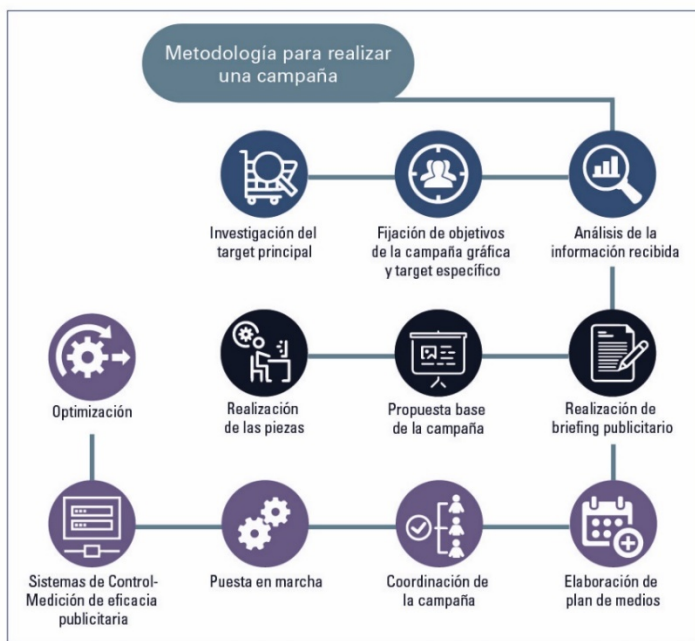 Metodología para realizar
una campaña
Investigación del
target principal
Fijación de objetivos
de la campaña gráfica
y target específico
Análisis de la
información recibida
Optimización
Realización
de las piezas
Propuesta base
de la campaña
Realización de
briefing publicitario
Sistemas de Control-
Medición de eficacia
publicitaria
Puesta en marcha
Coordinación de
la campaña
Elaboración de
plan de medios